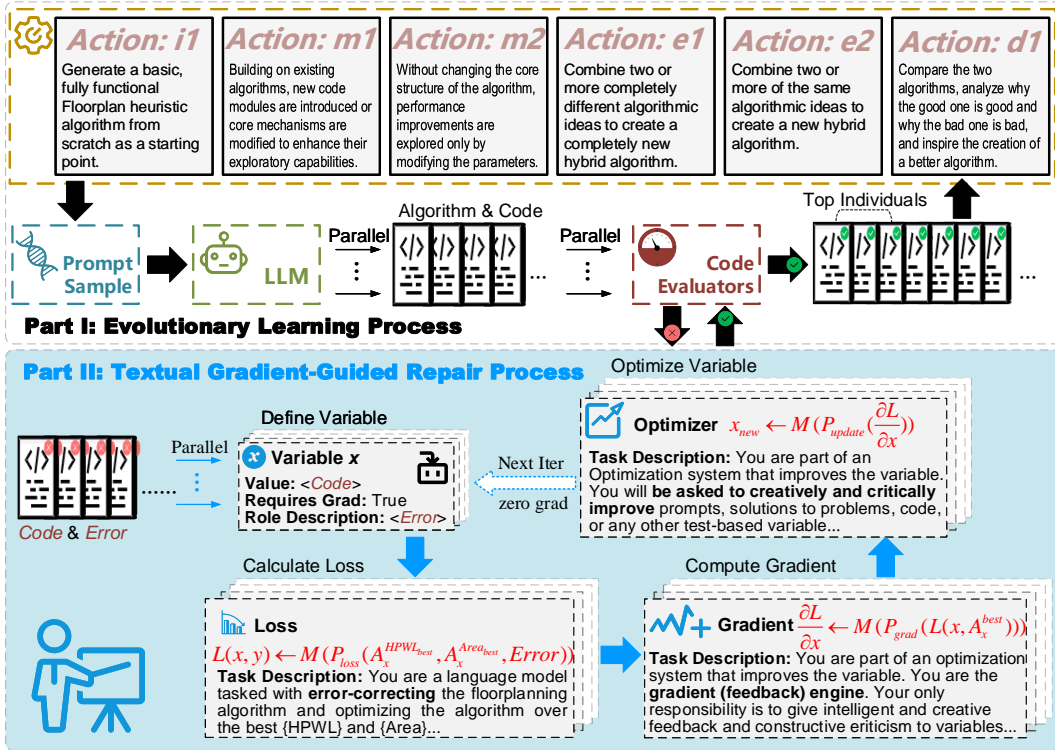 Action: i1
Generate a basic,
fully functional
Floorplan heuristic
algorithm from
scratch as a starting
point.
Action: m1
Building on existing
algorithms, new code
modules are introduced or
core mechanisms are
modified to enhance their
exploratory capabilities.
Action: m2
Without changing the core
structure of the algorithm,
performance
improvements are
explored only by
modifying the parameters.
Action: e1
Combine two or
more completely
different algorithmic
ideas to create a
completely new
hybrid algorithm.
Action: e2
Combine two or
more of the same
algorithmic ideas to
create a new hybrid
algorithm.
Action: d1
Compare the two
algorithms, analyze why
the good one is good and
why the bad one is bad,
and inspire the creation of
a better algorithm.
Prompt
Sample
LLM
Parallel
Algorithm & Code
...
Parallel
Code
Evaluators
Top Individuals
...
Part I: Evolutionary Learning Process
Part II: Textual Gradient-Guided Repair Process
Code & Error
Parallel
......
Define Variable
x Variable x
Value: <Code>
Requires Grad: True
Role Description: <Error>
Next Iter
zero grad
Optimize Variable
Optimizer x_new ← M(P_update(∂L/∂x))
Task Description: You are part of an
Optimization system that improves the variable.
You will be asked to creatively and critically
improve prompts, solutions to problems, code,
or any other test-based variable...
Calculate Loss
Loss
L(x, y) ← M(P_loss(A_x^HPWL_best, A_x^Area_best, Error))
Task Description: You are a language model
tasked with error-correcting the floorplanning
algorithm and optimizing the algorithm over
the best {HPWL} and {Area}...
Compute Gradient
Gradient ∂L/∂x ← M(P_grad(L(x, A_x^best)))
Task Description: You are part of an optimization
system that improves the variable. You are the
gradient (feedback) engine. Your only
responsibility is to give intelligent and creative
feedback and constructive eriticism to variables...